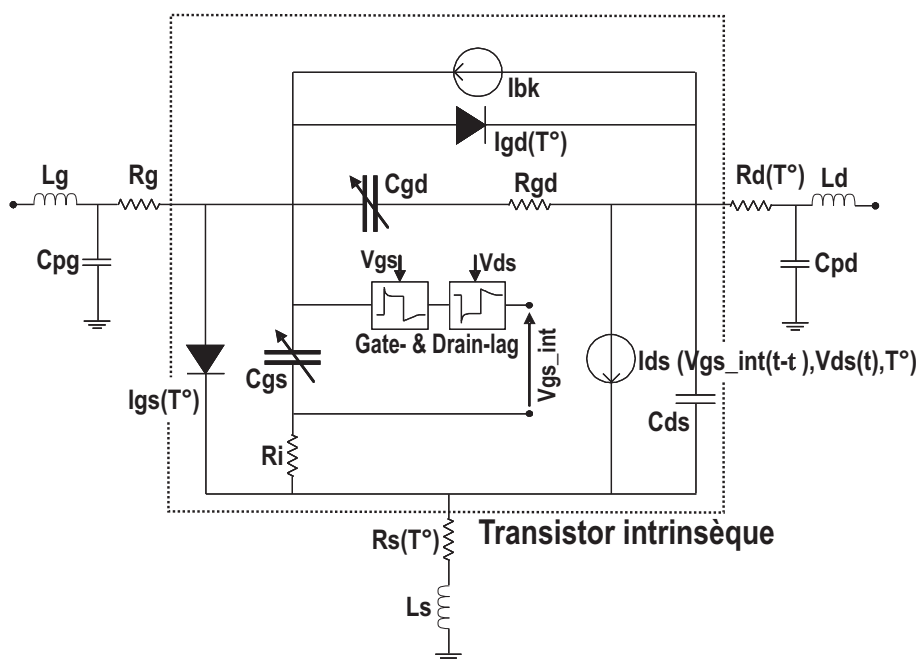 Ibk
Igd(T°)
Lg
Rg
Cgd
Rgd
Rd(T°)
Ld
Cpg
Vgs
Vds
Cpd
Gate- & Drain-lag
Vgs_int
Cgs
Igs(T°)
Ids (Vgs_int(t-t ),Vds(t),T°)
Cds
Ri
Rs(T°)
Transistor intrinsèque
Ls